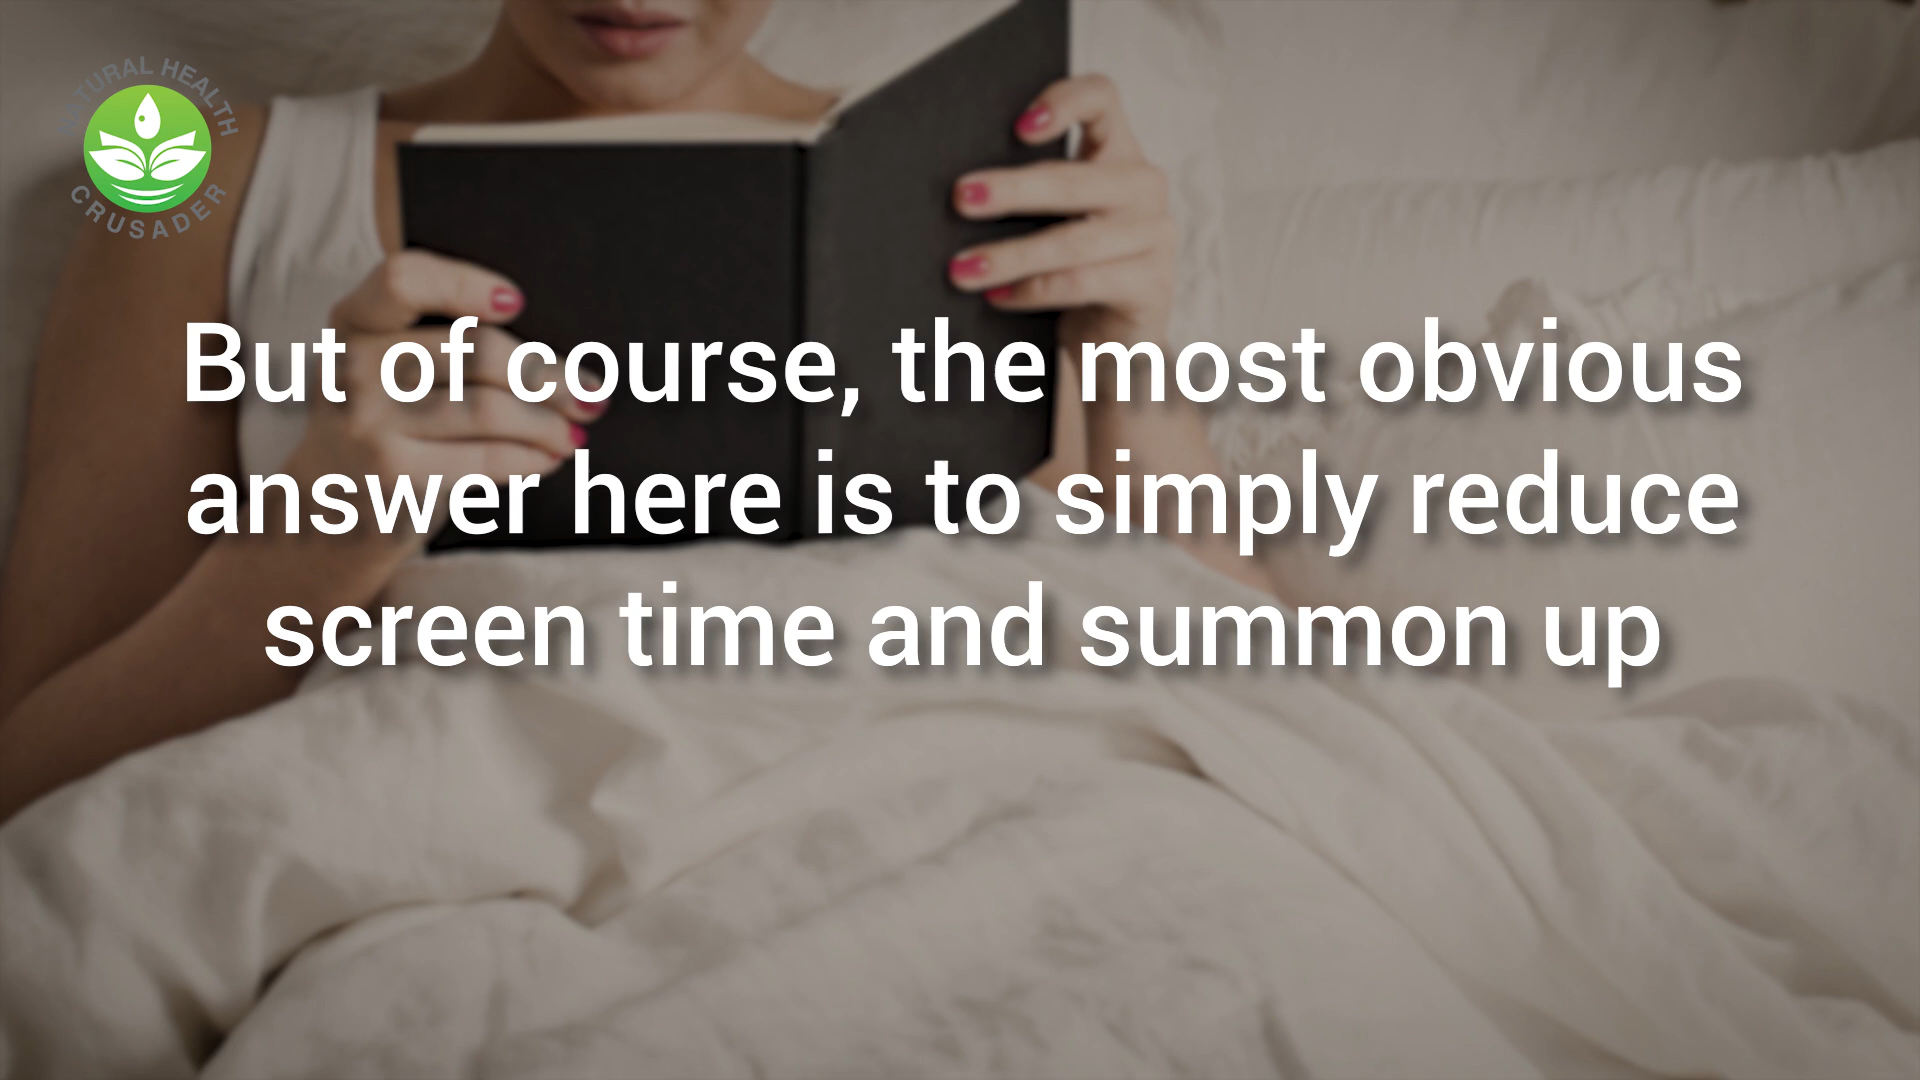 NATURAL HEALTH
CRUSADER
But of course, the most obvious
answer here is to simply reduce
screen time and summon up